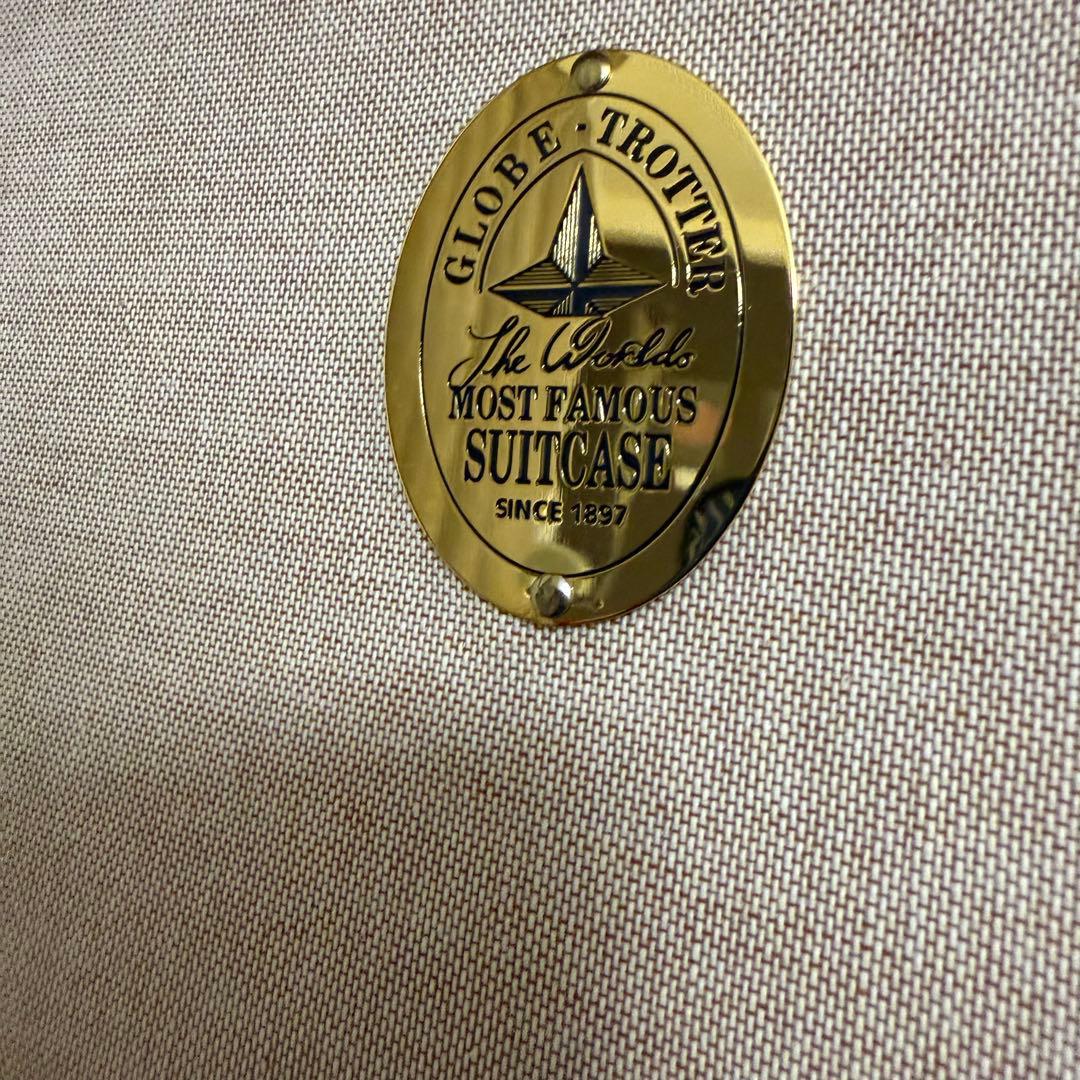 GLOBE - TROTTER
The Worlds
MOST FAMOUS
SUITCASE
SINCE 1897